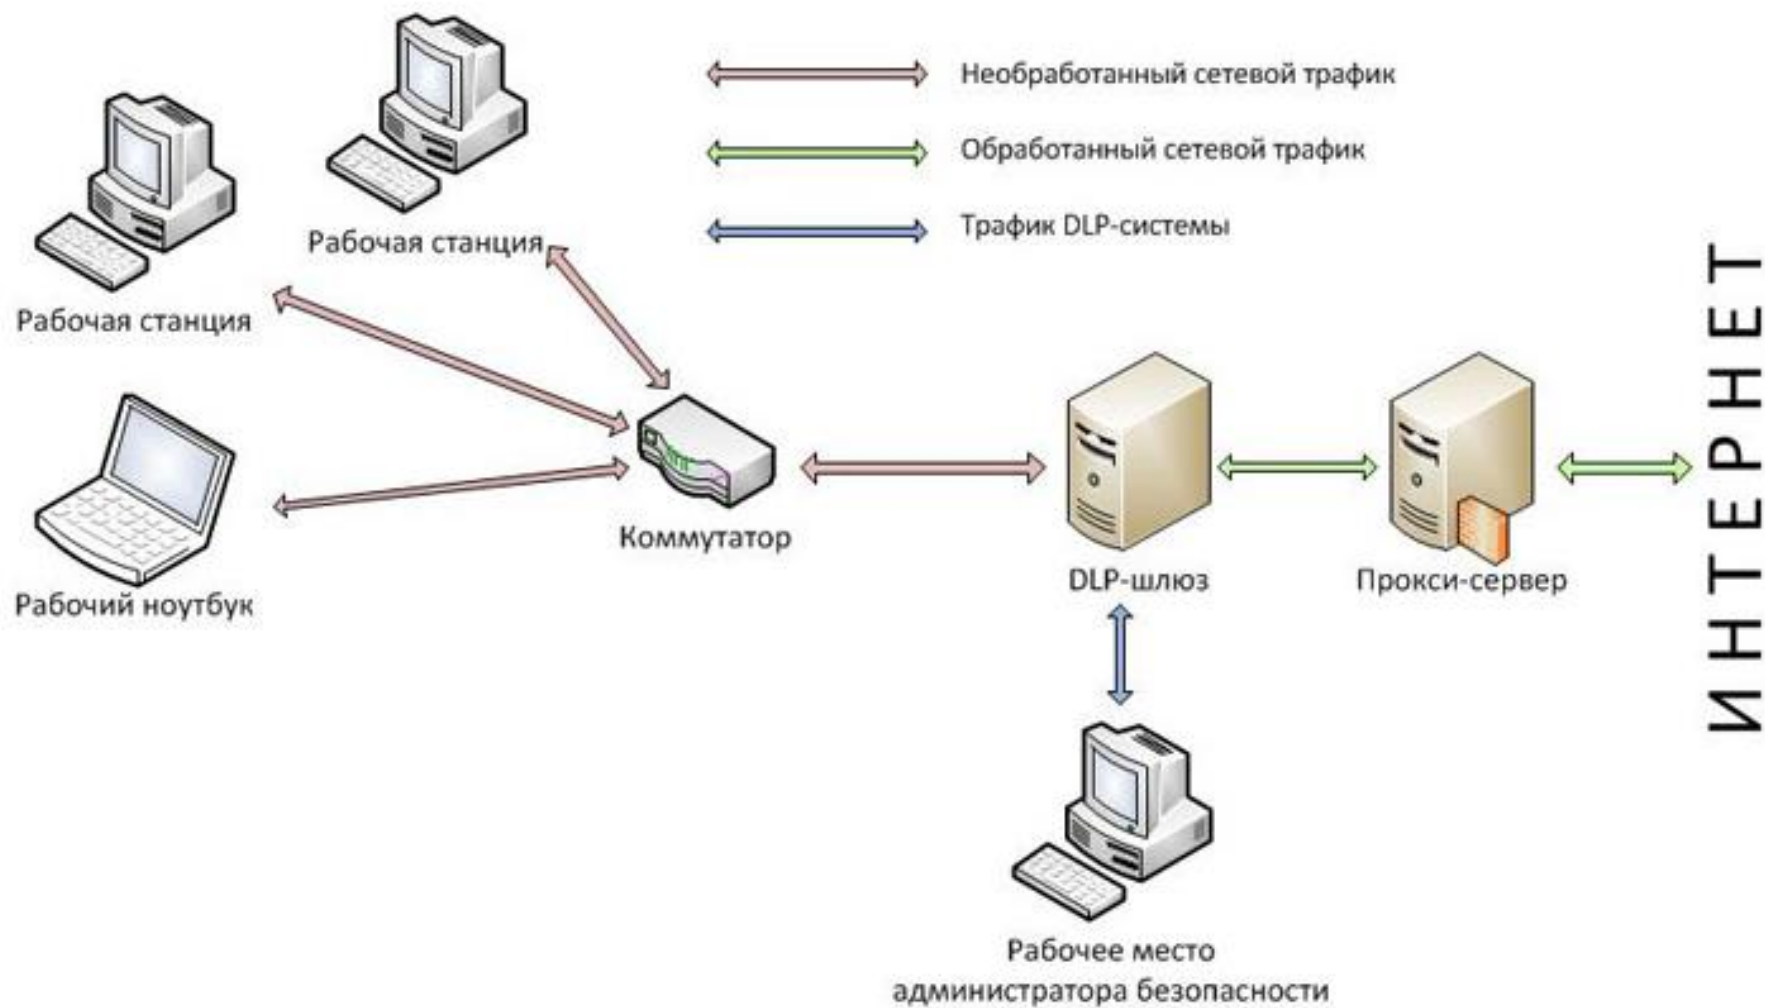 Необработанный сетевой трафик
Обработанный сетевой трафик
Трафик DLP-системы
Рабочая станция
Рабочая станция
Рабочий ноутбук
Коммутатор
DLP-шлюз
Прокси-сервер
ИНТЕРНЕТ
Рабочее место
администратора безопасности